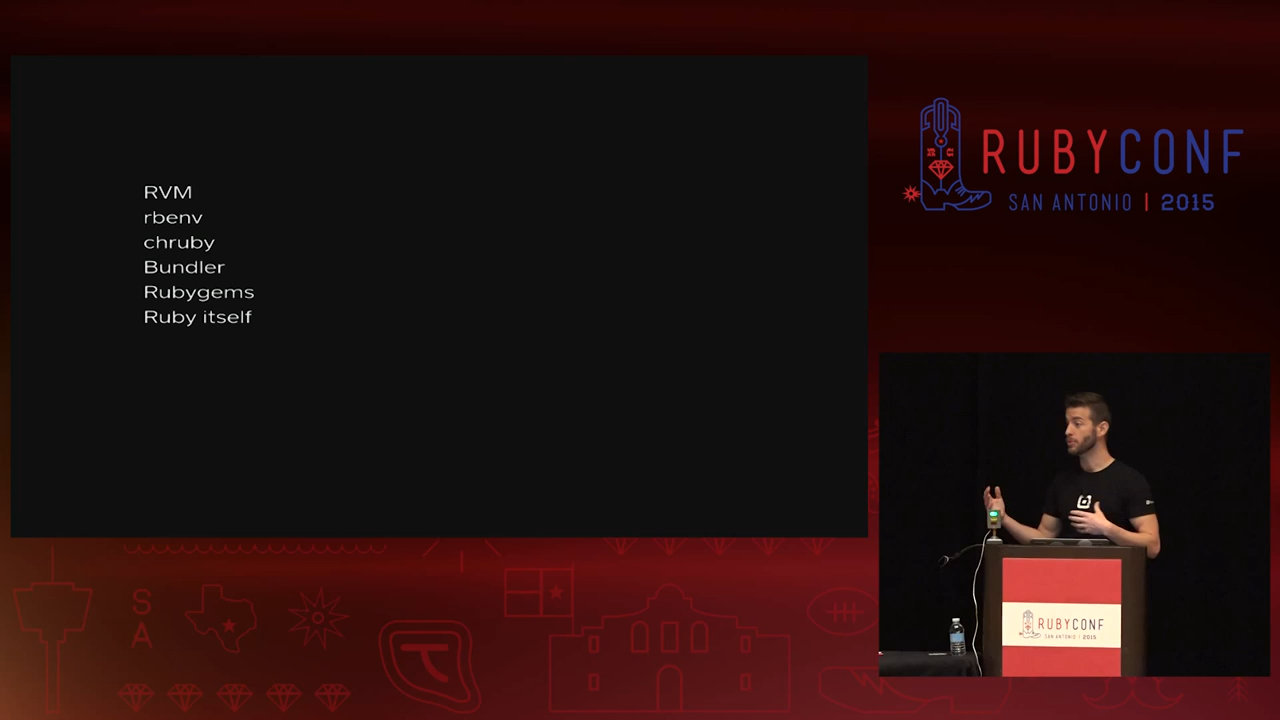 RVM
rbenv
chruby
Bundler
Rubygems
Ruby itself
RUBYCONF
SAN ANTONIO | 2015
S
A
RUBYCONF
SAN ANTONIO | 2015